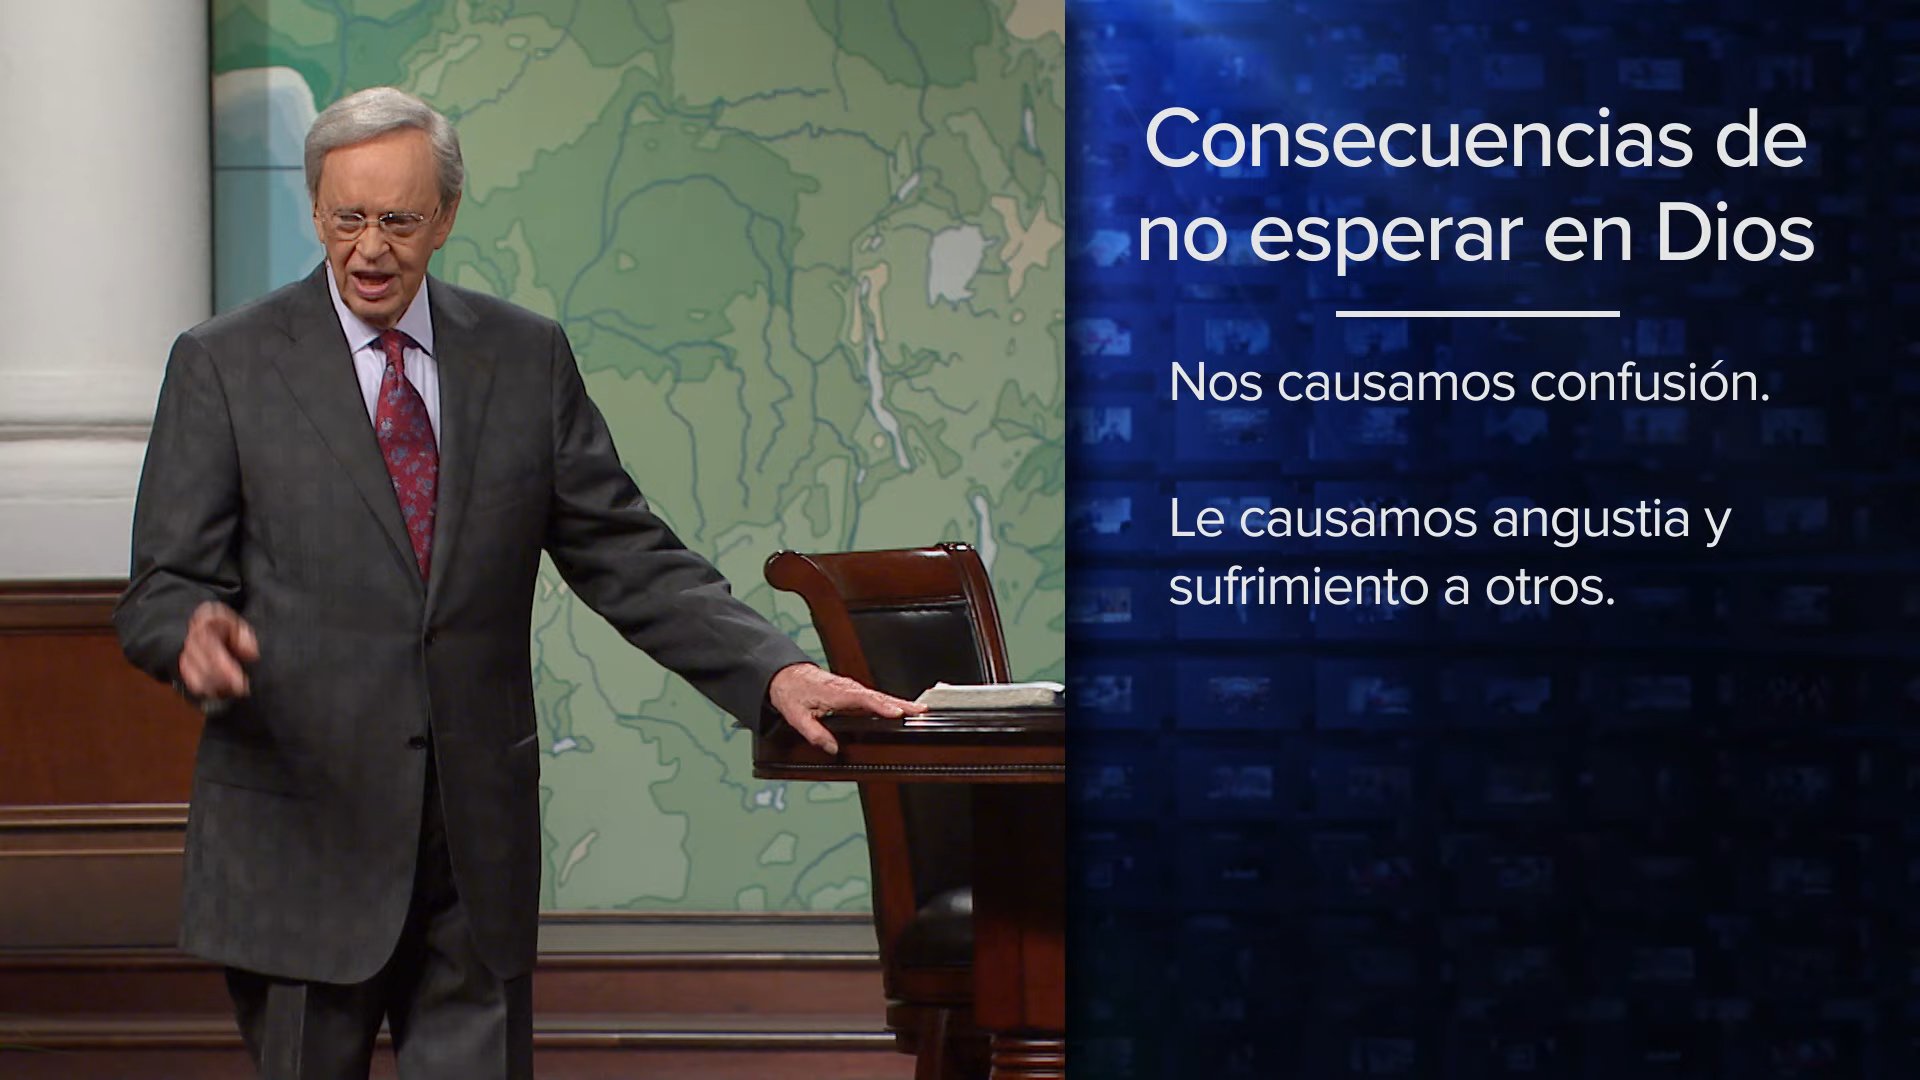 Consecuencias de
no esperar en Dios
Nos causamos confusión.
Le causamos angustia y
sufrimiento a otros.